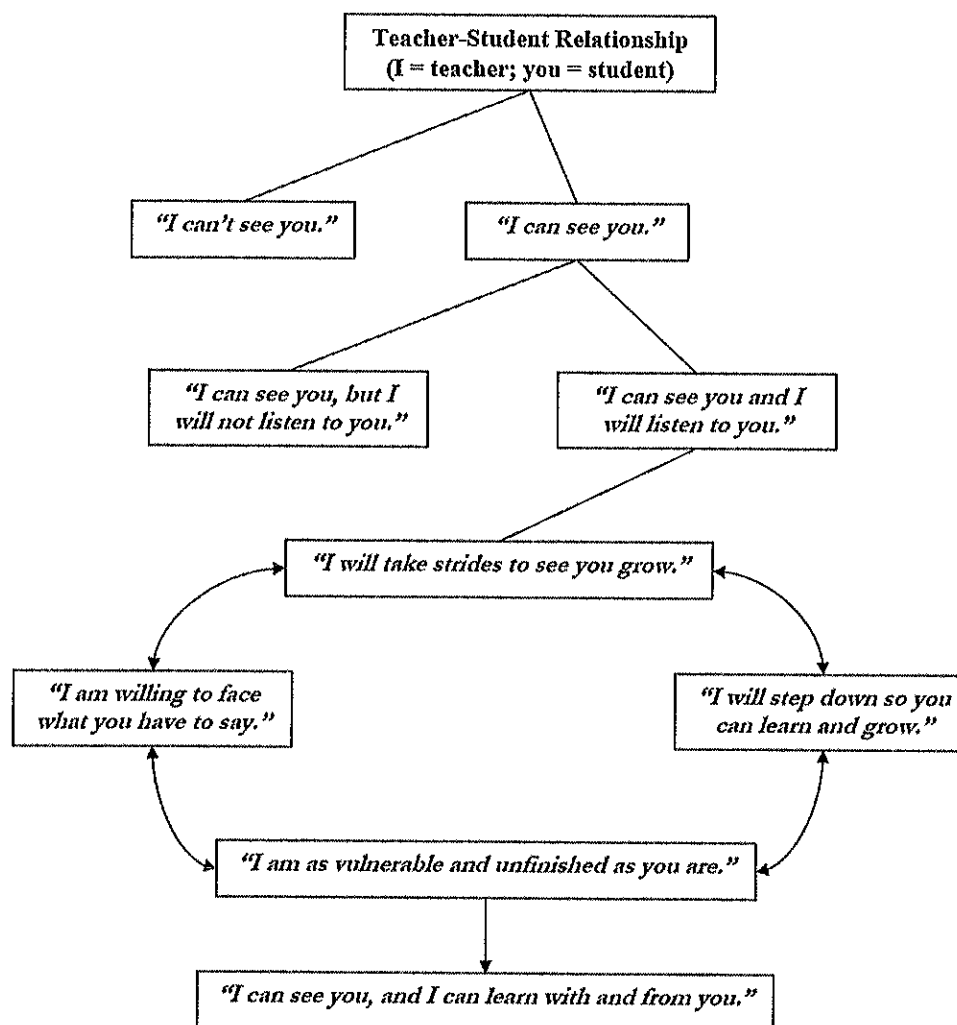 Teacher-Student Relationship
(I = teacher; you = student)
“I can't see you.”
“I can see you.”
“I can see you, but I
will not listen to you.”
“I can see you and I
will listen to you.”
“I will take strides to see you grow.”
“I am willing to face
what you have to say.”
“I will step down so you
can learn and grow.”
“I am as vulnerable and unfinished as you are.”
“I can see you, and I can learn with and from you.”